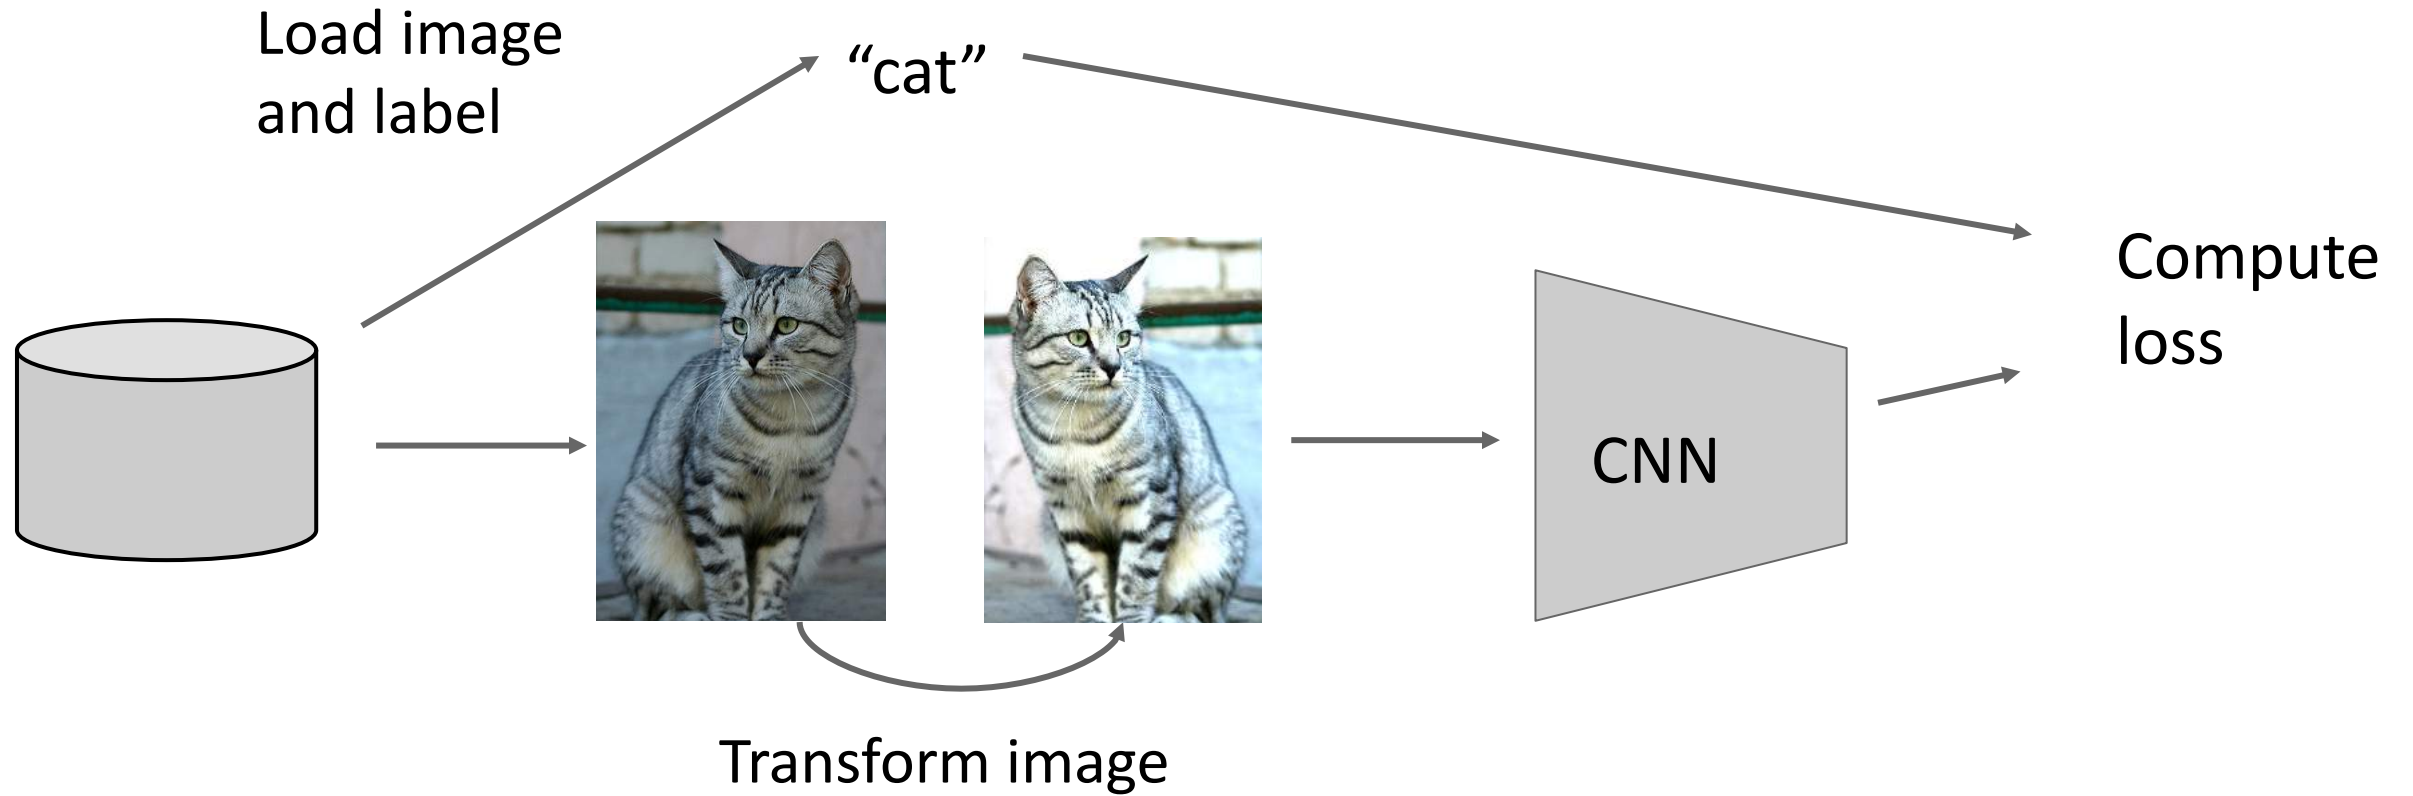 Load image
and label
“cat”
Compute
loss
CNN
Transform image